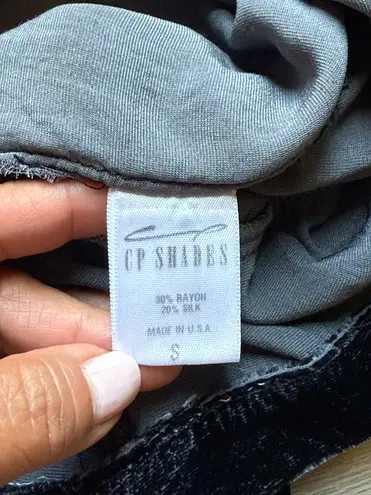 CP SHADES
80% RAYON
20% SILK
MADE IN U.S.A.
S